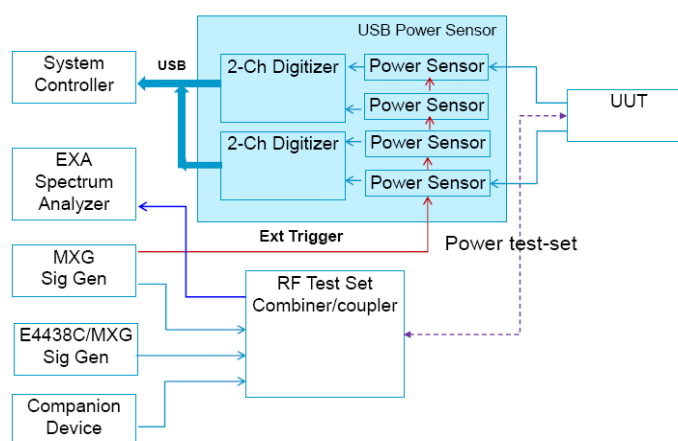 USB Power Sensor
USB
System
Controller
2-Ch Digitizer
Power Sensor
Power Sensor
2-Ch Digitizer
Power Sensor
Power Sensor
UUT
EXA
Spectrum
Analyzer
Ext Trigger
Power test-set
MXG
Sig Gen
RF Test Set
Combiner/coupler
E4438C/MXG
Sig Gen
Companion
Device